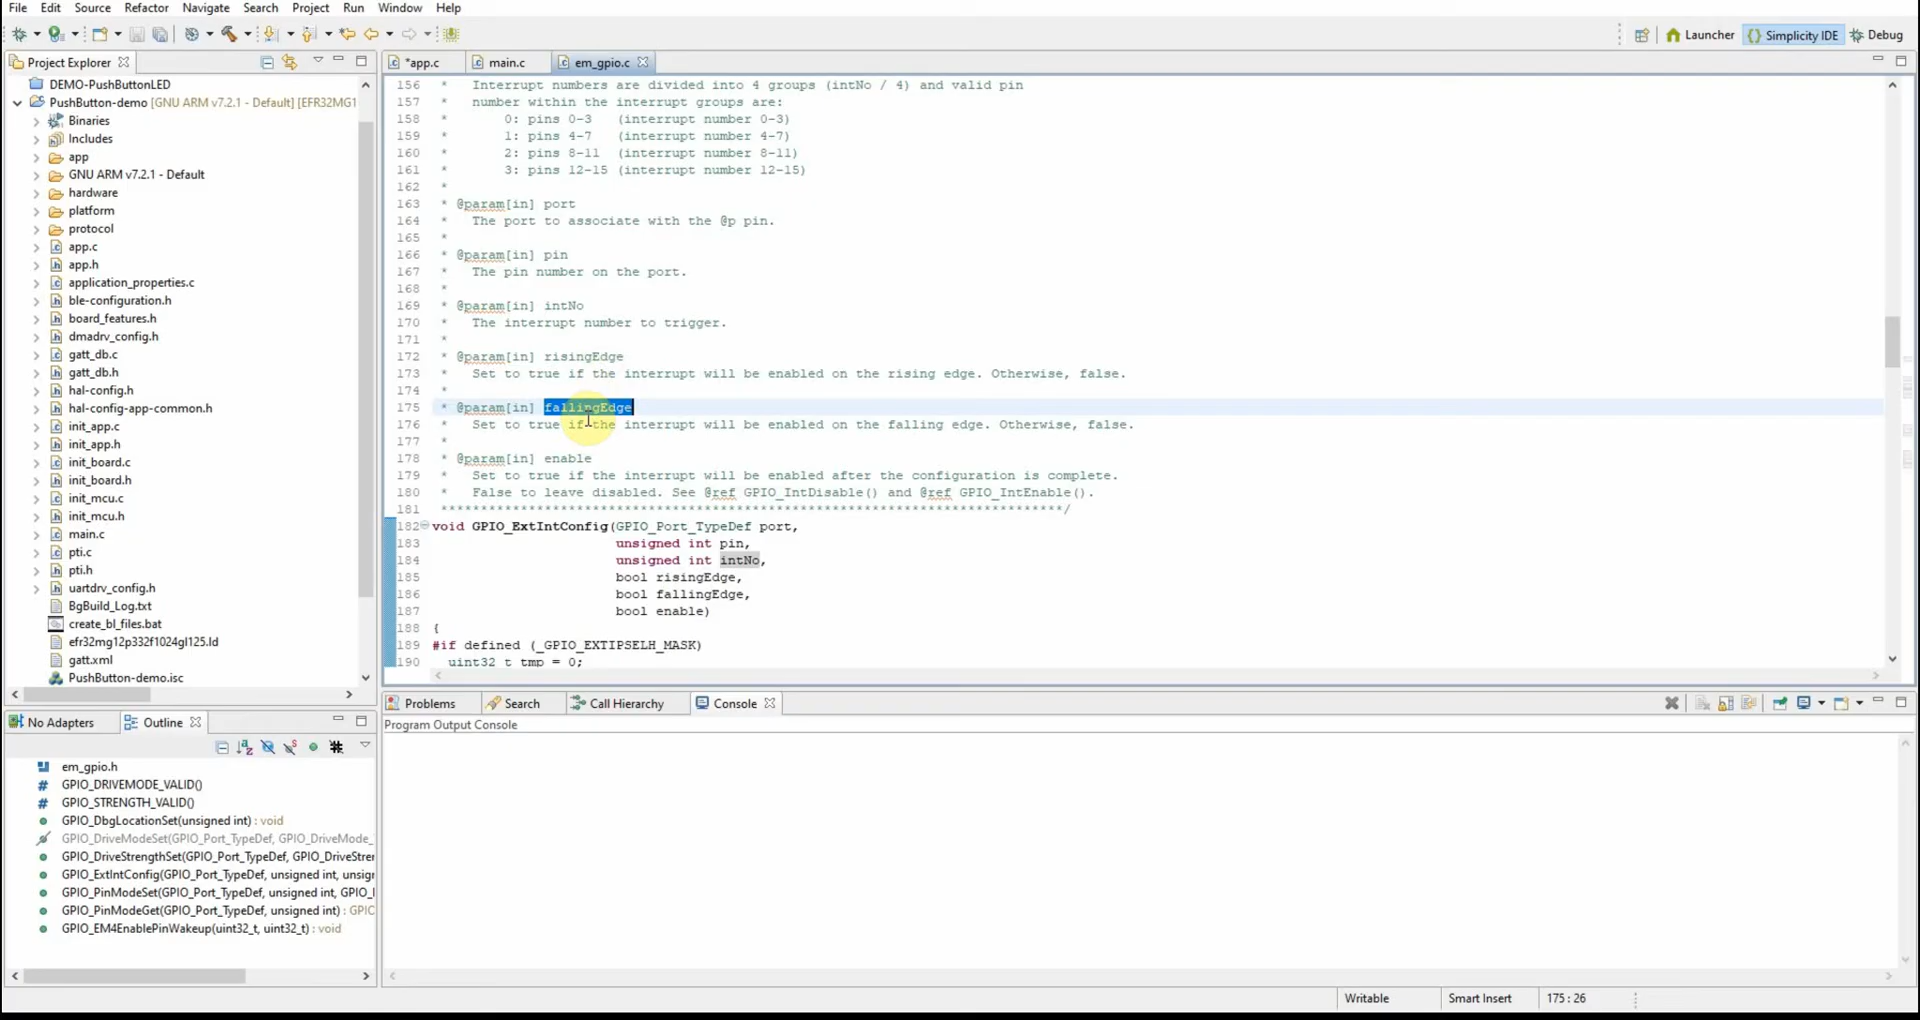 File Edit Source Refactor Navigate Search Project Run Window Help
Launcher {} Simplicity IDE Debug
Project Explorer
DEMO-PushButtonLED
PushButton-demo [GNU ARM v7.2.1 - Default] [EFR32MG1
Binaries
Includes
app
GNU ARM v7.2.1 - Default
hardware
platform
protocol
app.c
app.h
application_properties.c
ble-configuration.h
board_features.h
dmadrv_config.h
gatt_db.c
gatt_db.h
hal-config.h
hal-config-app-common.h
init_app.c
init_app.h
init_board.c
init_board.h
init_mcu.c
init_mcu.h
main.c
pti.c
pti.h
uartdrv_config.h
BgBuild_Log.txt
create_bl_files.bat
efr32mg12p332f1024gl125.ld
gatt.xml
PushButton-demo.isc
*app.c main.c em_gpio.c
156 * Interrupt numbers are divided into 4 groups (intNo / 4) and valid pin
157 * number within the interrupt groups are:
158 * 0: pins 0-3 (interrupt number 0-3)
159 * 1: pins 4-7 (interrupt number 4-7)
160 * 2: pins 8-11 (interrupt number 8-11)
161 * 3: pins 12-15 (interrupt number 12-15)
162 *
163 * @param[in] port
164 * The port to associate with the @p pin.
165 *
166 * @param[in] pin
167 * The pin number on the port.
168 *
169 * @param[in] intNo
170 * The interrupt number to trigger.
171 *
172 * @param[in] risingEdge
173 * Set to true if the interrupt will be enabled on the rising edge. Otherwise, false.
174 *
175 * @param[in] fallingEdge
176 * Set to true if the interrupt will be enabled on the falling edge. Otherwise, false.
177 *
178 * @param[in] enable
179 * Set to true if the interrupt will be enabled after the configuration is complete.
180 * False to leave disabled. See @ref GPIO_IntDisable() and @ref GPIO_IntEnable().
181 ******************************************************************************/
182 void GPIO_ExtIntConfig(GPIO_Port_TypeDef port,
183 unsigned int pin,
184 unsigned int intNo,
185 bool risingEdge,
186 bool fallingEdge,
187 bool enable)
188 {
189 #if defined (_GPIO_EXTIPSELH_MASK)
190 uint32_t tmp = 0;
No Adapters Outline
em_gpio.h
# GPIO_DRIVEMODE_VALID()
# GPIO_STRENGTH_VALID()
GPIO_DbgLocationSet(unsigned int) : void
GPIO_DriveModeSet(GPIO_Port_TypeDef, GPIO_DriveMode_
GPIO_DriveStrengthSet(GPIO_Port_TypeDef, GPIO_DriveStrer
GPIO_ExtIntConfig(GPIO_Port_TypeDef, unsigned int, unsign
GPIO_PinModeSet(GPIO_Port_TypeDef, unsigned int, GPIO_I
GPIO_PinModeGet(GPIO_Port_TypeDef, unsigned int) : GPIO
GPIO_EM4EnablePinWakeup(uint32_t, uint32_t) : void
Problems Search Call Hierarchy Console
Program Output Console
Writable Smart Insert 175 : 26